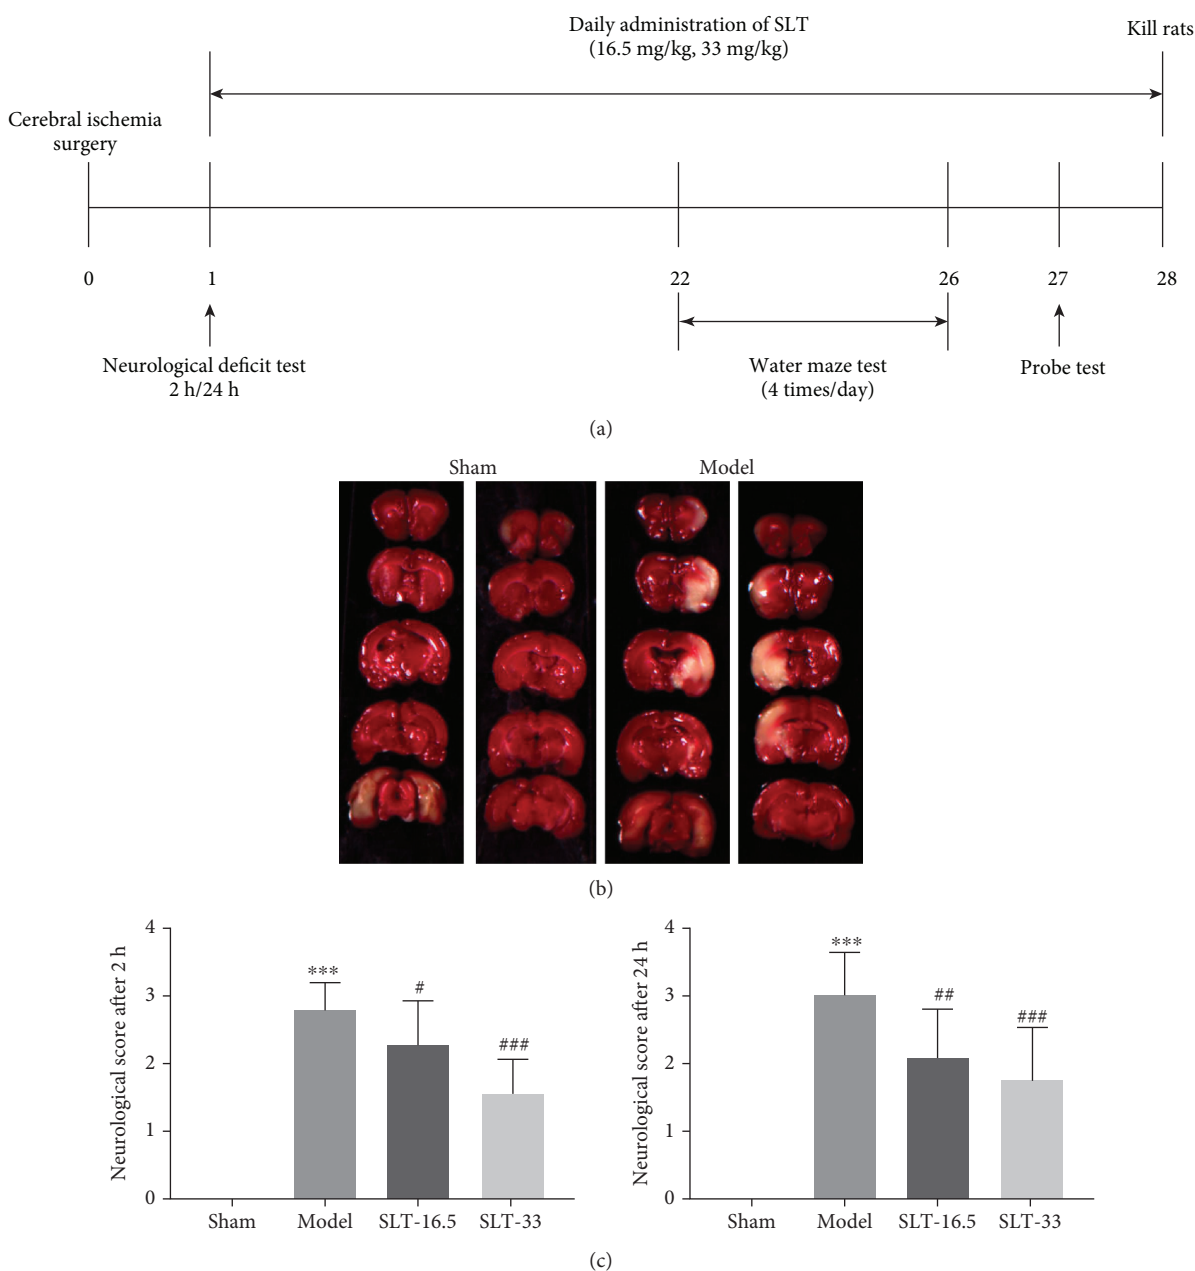 Daily administration of SLT
(16.5 mg/kg, 33 mg/kg)
Kill rats
Cerebral ischemia
surgery
0
1
22
26
27
28
Neurological deficit test
2 h/24 h
Water maze test
(4 times/day)
Probe test
(a)
Sham
Model
(b)
Neurological score after 2 h
4
3
2
1
0
***
#
###
Sham
Model
SLT-16.5
SLT-33
Neurological score after 24 h
4
3
2
1
0
***
##
###
Sham
Model
SLT-16.5
SLT-33
(c)